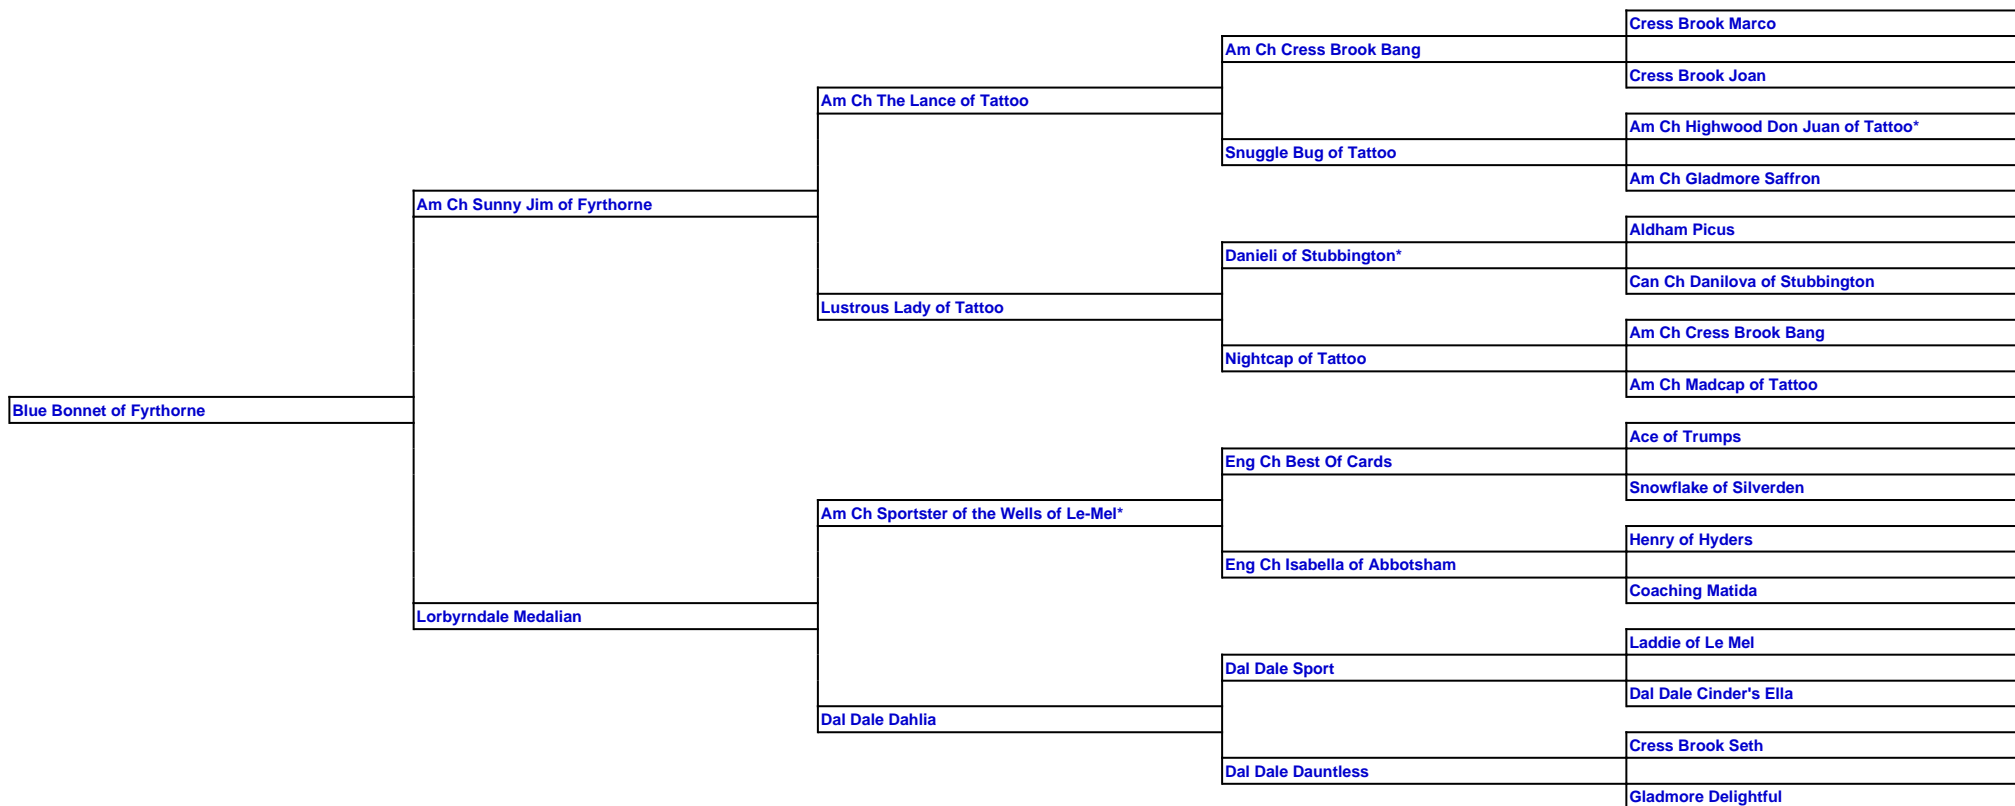 Cress Brook Marco
Am Ch Cress Brook Bang
Cress Brook Joan
Am Ch The Lance of Tattoo
Am Ch Highwood Don Juan of Tattoo*
Snuggle Bug of Tattoo
Am Ch Gladmore Saffron
Am Ch Sunny Jim of Fyrthorne
Aldham Picus
Danieli of Stubbington*
Can Ch Danilova of Stubbington
Lustrous Lady of Tattoo
Am Ch Cress Brook Bang
Nightcap of Tattoo
Am Ch Madcap of Tattoo
Blue Bonnet of Fyrthorne
Ace of Trumps
Eng Ch Best Of Cards
Snowflake of Silverden
Am Ch Sportster of the Wells of Le-Mel*
Henry of Hyders
Eng Ch Isabella of Abbotsham
Coaching Matida
Lorbyrndale Medalian
Laddie of Le Mel
Dal Dale Sport
Dal Dale Cinder's Ella
Dal Dale Dahlia
Cress Brook Seth
Dal Dale Dauntless
Gladmore Delightful